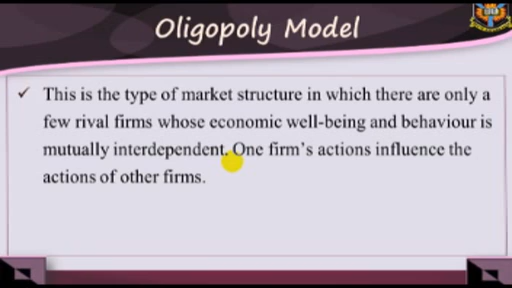 Oligopoly Model
This is the type of market structure in which there are only a
few rival firms whose economic well-being and behaviour is
mutually interdependent. One firm's actions influence the
actions of other firms.